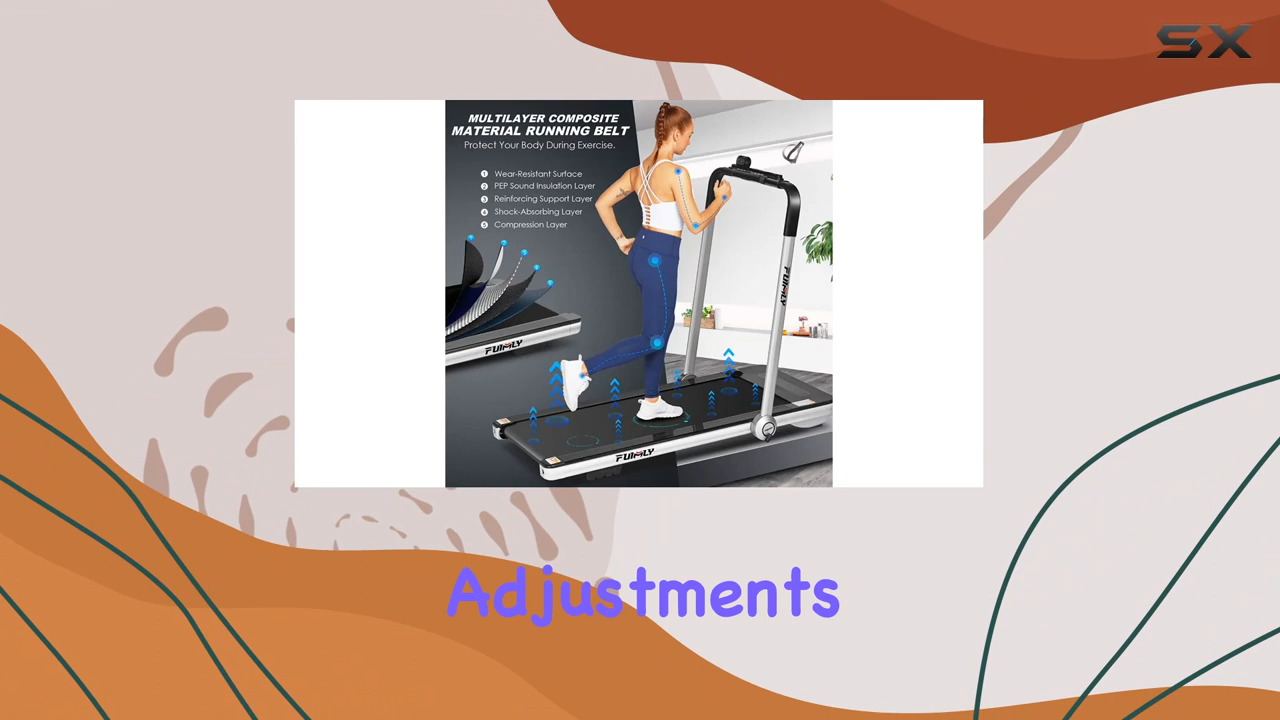 SX
MULTILAYER COMPOSITE
MATERIAL RUNNING BELT
Protect Your Body During Exercise.
1 Wear-Resistant Surface
2 PEP Sound Insulation Layer
3 Reinforcing Support Layer
4 Shock-Absorbing Layer
5 Compression Layer
FUNMILY
FUNMILY
FUNMILY
Adjustments